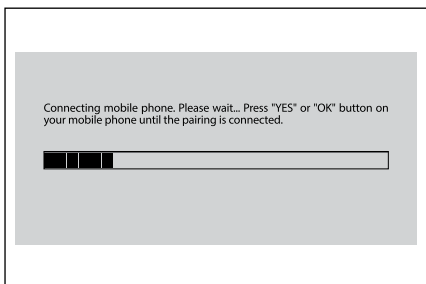 Connecting mobile phone. Please wait... Press "YES" or "OK" button on
your mobile phone until the pairing is connected.